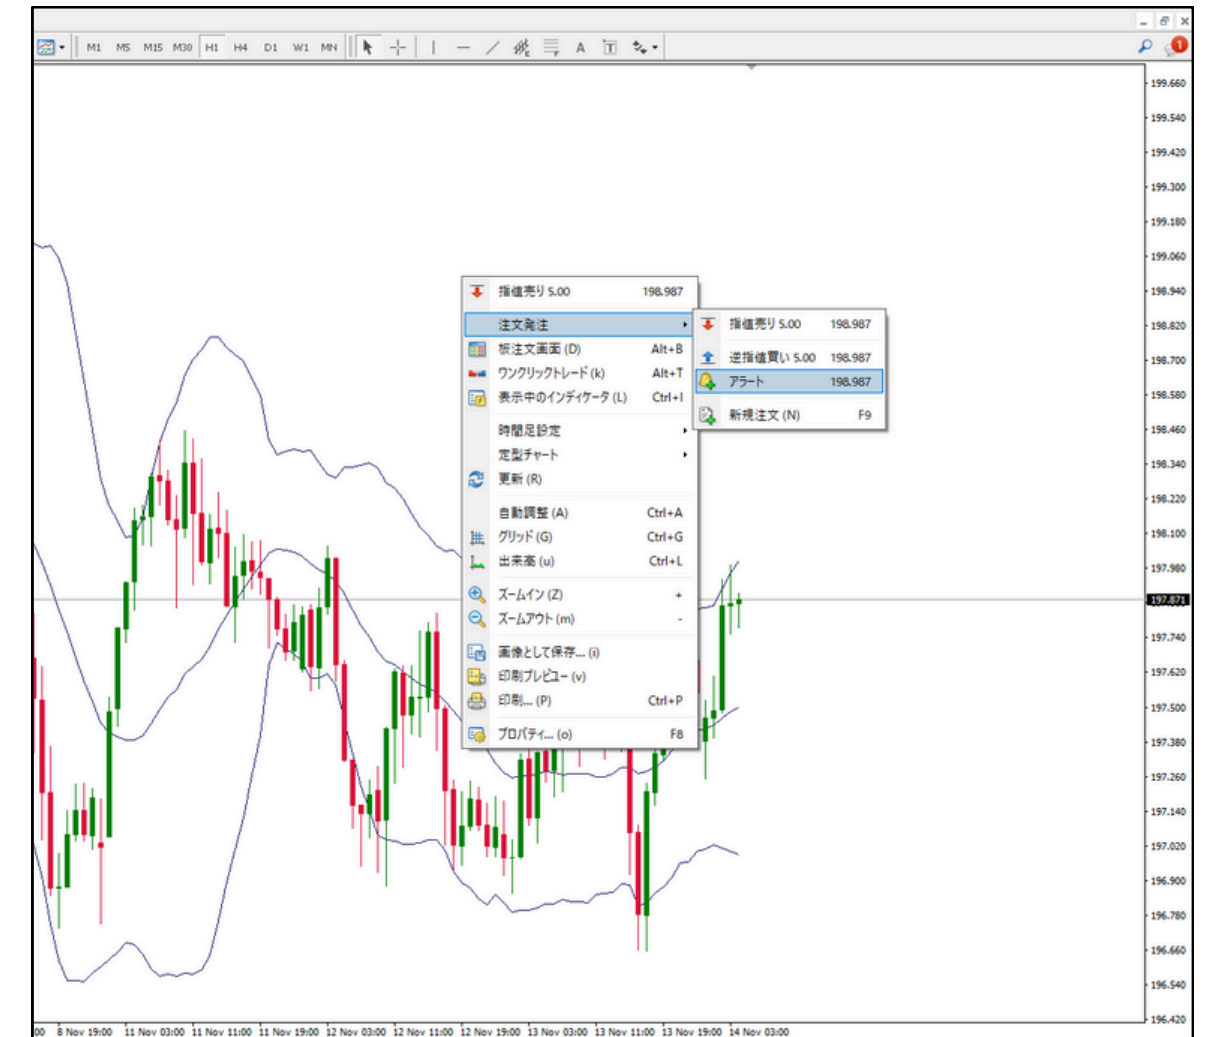 M1 M5 M15 M30 H1 H4 D1 W1 MN
E F A T
1
199.660
199.540
199.420
199.300
199.180
199.060
198.940
198.820
198.700
198.580
198.460
198.340
198.220
198.100
197.980
197.871
197.740
197.620
197.500
197.380
197.260
197.140
197.020
196.900
196.780
196.660
196.540
196.420
指値売り 5.00 198.987
注文発注
板注文画面 (D) Alt+B
ワンクリックトレード (k) Alt+T
表示中のインディケータ (L) Ctrl+I
時間足設定
定型チャート
更新 (R)
自動調整 (A) Ctrl+A
グリッド (G) Ctrl+G
出来高 (u) Ctrl+L
ズームイン (Z) +
ズームアウト (m) -
画像として保存... (i)
印刷プレビュー (v)
印刷... (P) Ctrl+P
プロパティ... (o) F8
指値売り 5.00 198.987
逆指値買い 5.00 198.987
アラート 198.987
新規注文 (N) F9
00 8 Nov 19:00 11 Nov 03:00 11 Nov 11:00 11 Nov 19:00 12 Nov 03:00 12 Nov 11:00 12 Nov 19:00 13 Nov 03:00 13 Nov 11:00 13 Nov 19:00 14 Nov 03:00